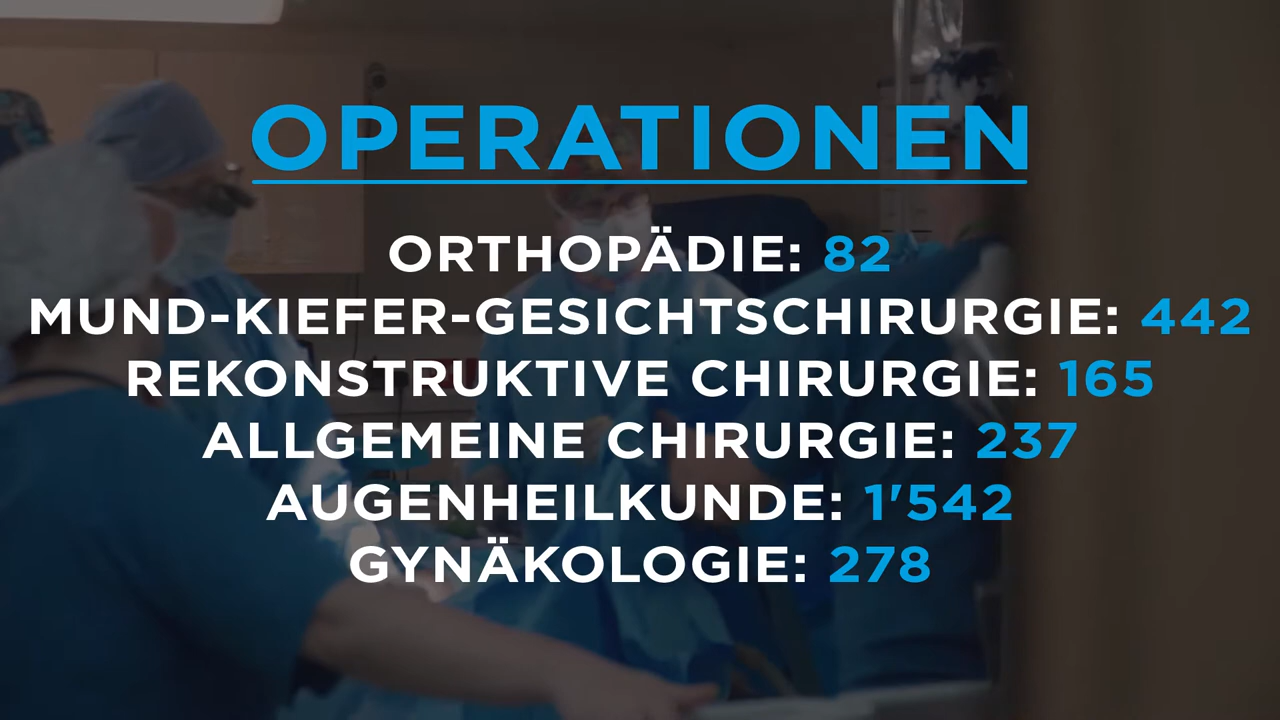 OPERATIONEN
ORTHOPÄDIE: 82
MUND-KIEFER-GESICHTSCHIRURGIE: 442
REKONSTRUKTIVE CHIRURGIE: 165
ALLGEMEINE CHIRURGIE: 237
AUGENHEILKUNDE: 1'542
GYNÄKOLOGIE: 278